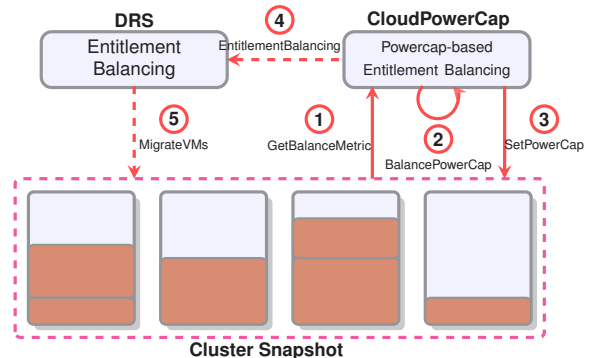 DRS
CloudPowerCap
Entitlement
Balancing
4
EntitlementBalancing
Powercap-based
Entitlement Balancing
5
MigrateVMs
1
GetBalanceMetric
2
BalancePowerCap
3
SetPowerCap
Cluster Snapshot